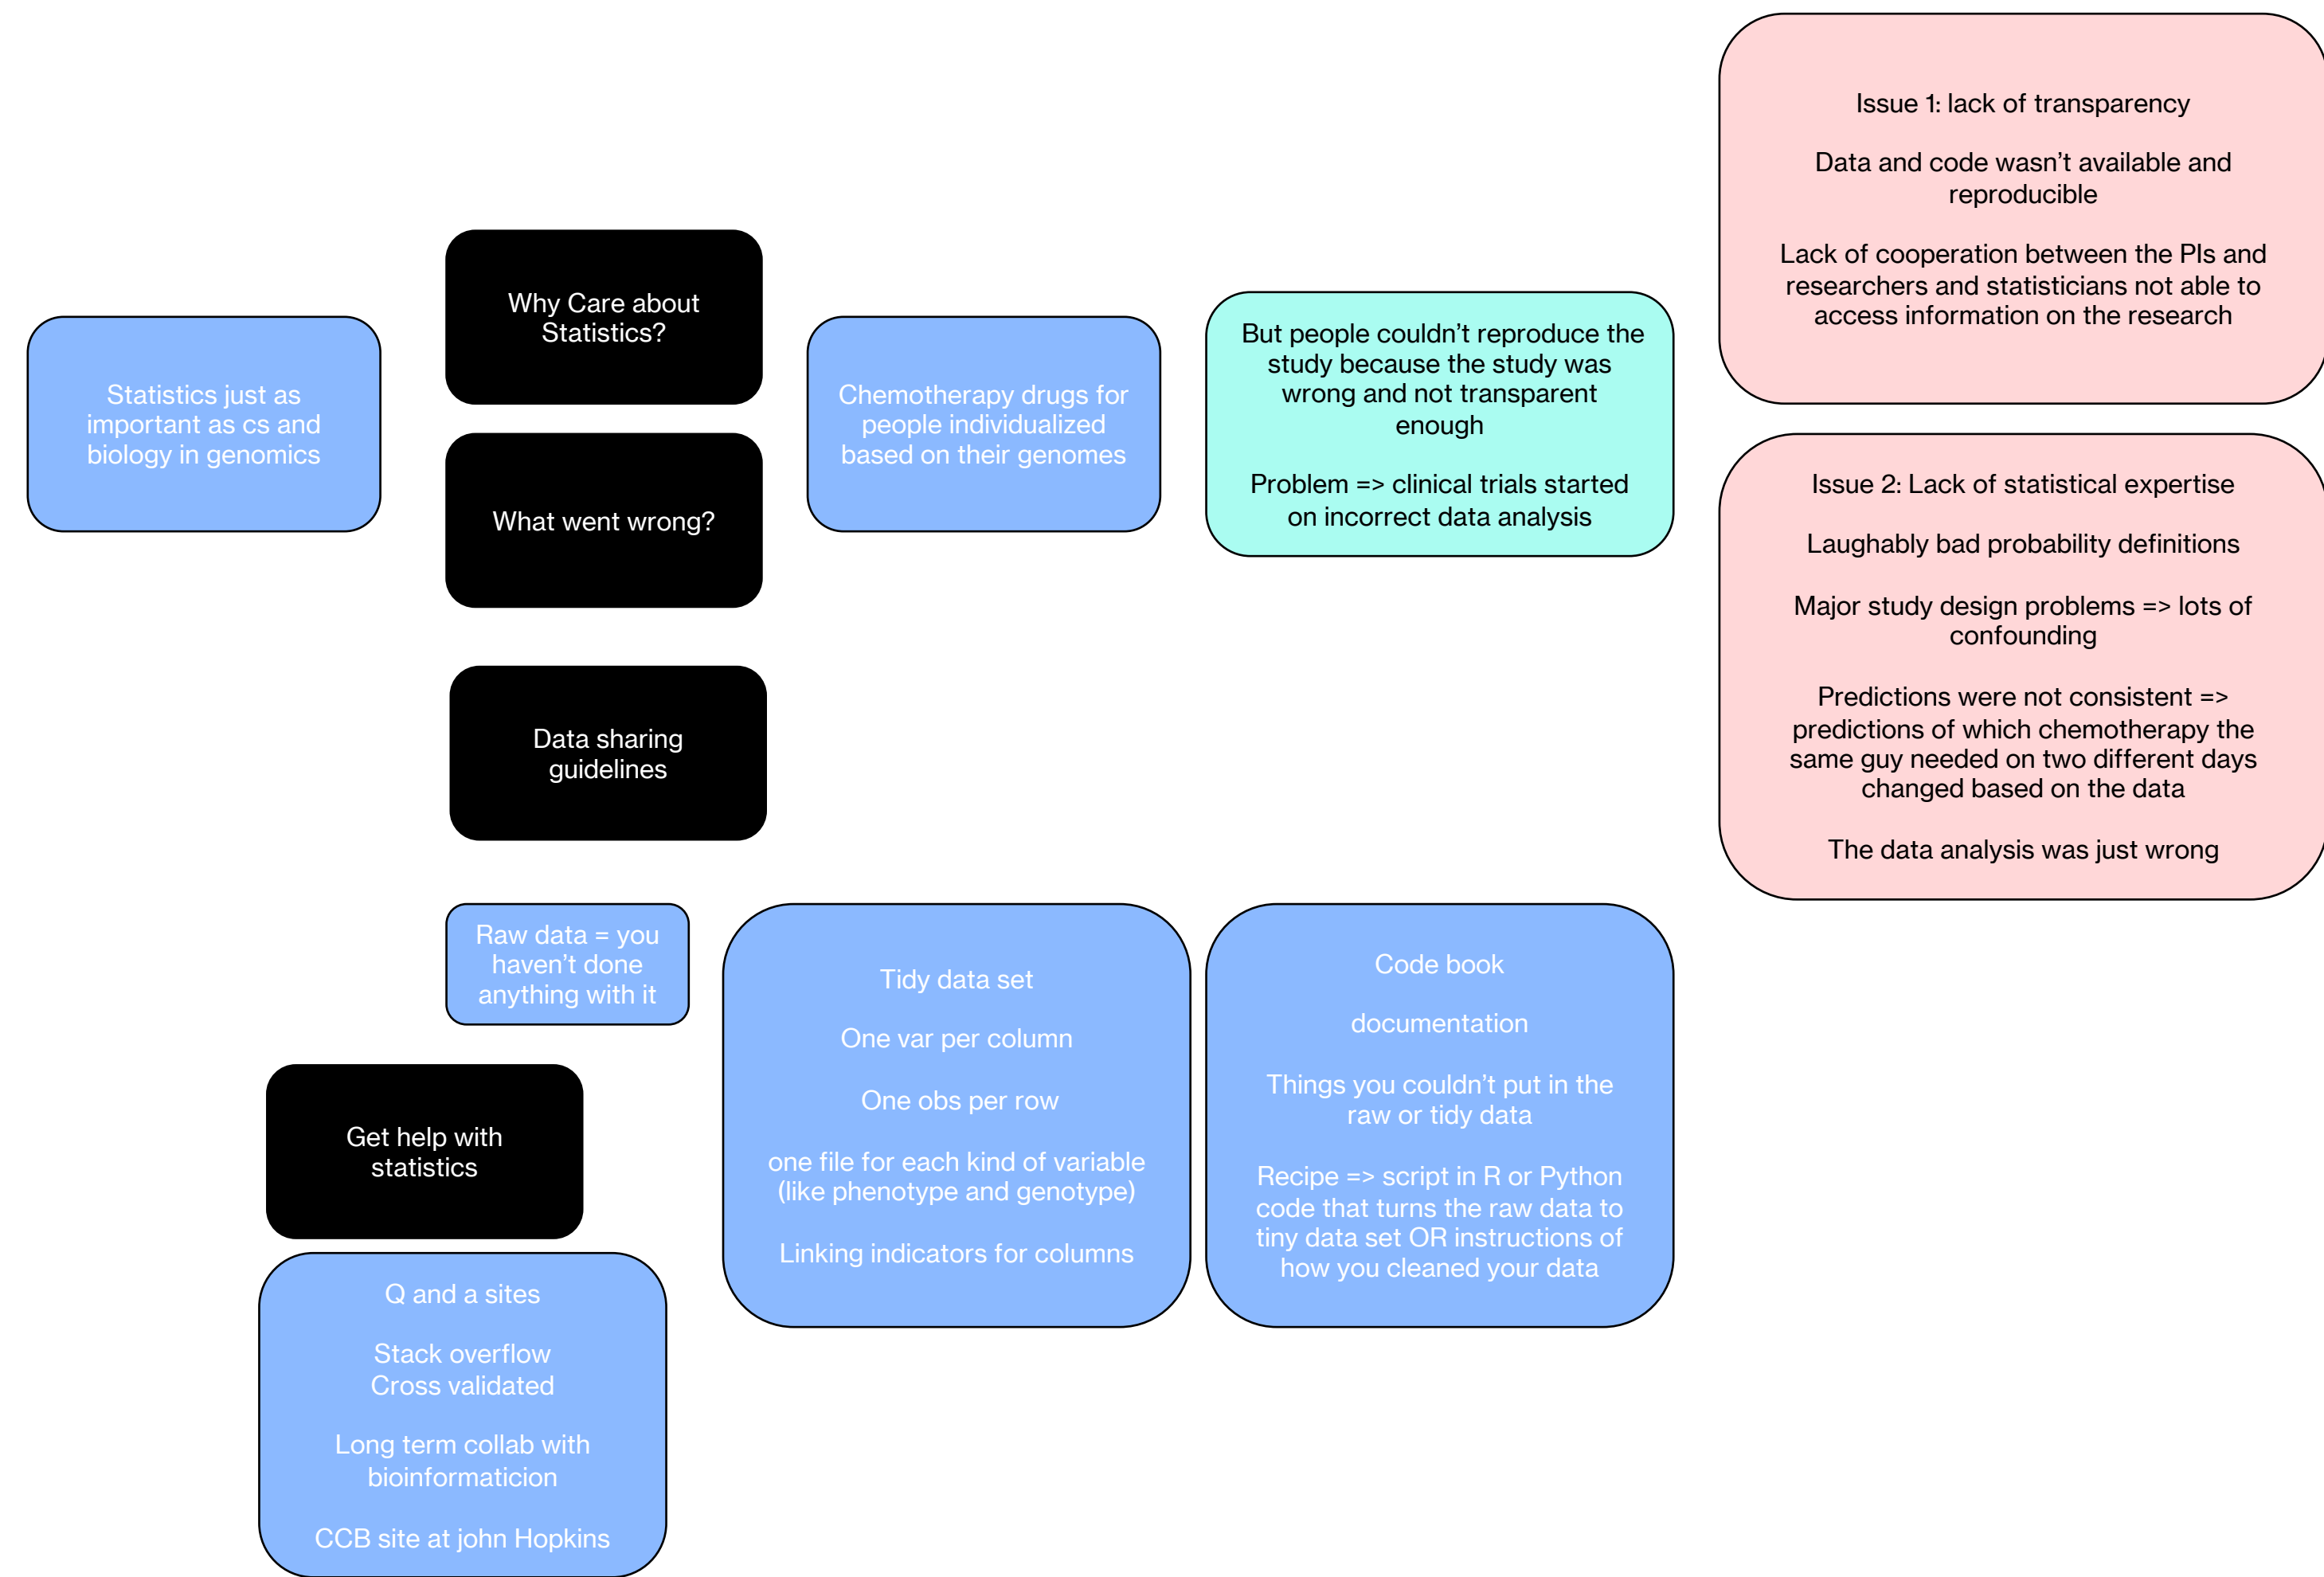 Statistics just as
important as cs and
biology in genomics
Why Care about
Statistics?
What went wrong?
Chemotherapy drugs for
people individualized
based on their genomes
But people couldn’t reproduce the
study because the study was
wrong and not transparent
enough
Problem => clinical trials started
on incorrect data analysis
Issue 1: lack of transparency
Data and code wasn’t available and
reproducible
Lack of cooperation between the PIs and
researchers and statisticians not able to
access information on the research
Issue 2: Lack of statistical expertise
Laughably bad probability definitions
Major study design problems => lots of
confounding
Predictions were not consistent =>
predictions of which chemotherapy the
same guy needed on two different days
changed based on the data
The data analysis was just wrong
Data sharing
guidelines
Raw data = you
haven’t done
anything with it
Tidy data set
One var per column
One obs per row
one file for each kind of variable
(like phenotype and genotype)
Linking indicators for columns
Code book
documentation
Things you couldn’t put in the
raw or tidy data
Recipe => script in R or Python
code that turns the raw data to
tiny data set OR instructions of
how you cleaned your data
Get help with
statistics
Q and a sites
Stack overflow
Cross validated
Long term collab with
bioinformaticion
CCB site at john Hopkins